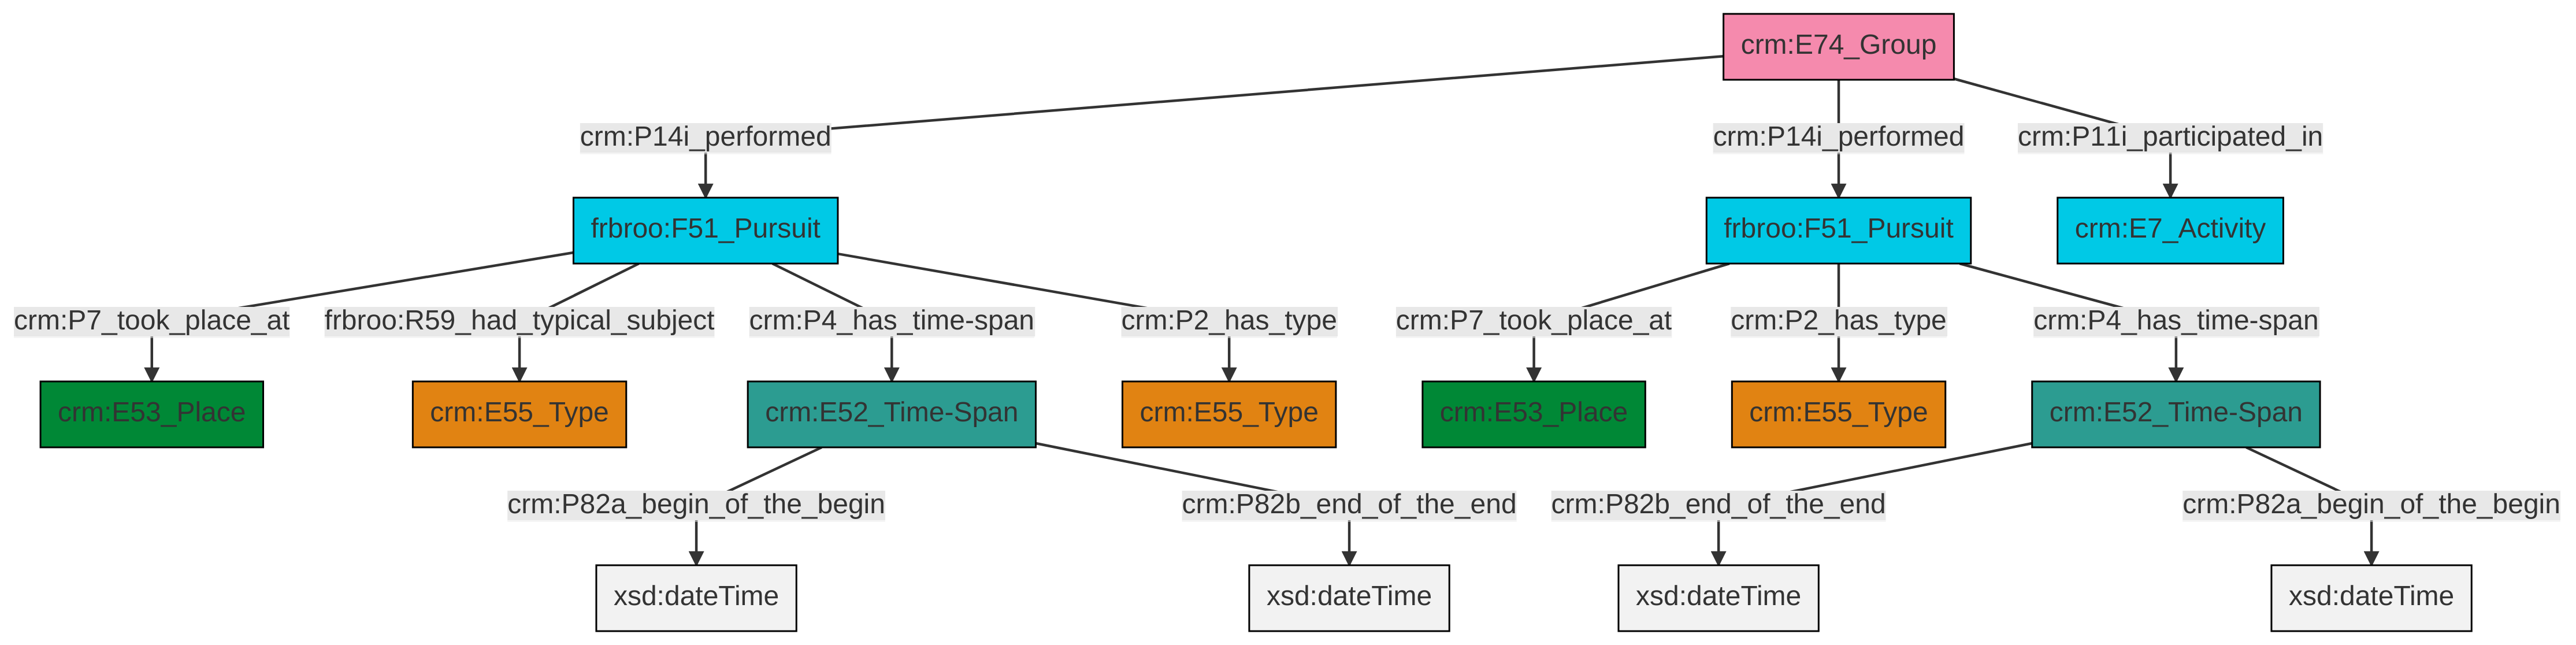 crm:E74_Group
crm:P14i_performed
crm:P14i_performed
crm:P11i_participated_in
frbroo:F51_Pursuit
frbroo:F51_Pursuit
crm:E7_Activity
crm:P7_took_place_at
frbroo:R59_had_typical_subject
crm:P4_has_time-span
crm:P2_has_type
crm:P7_took_place_at
crm:P2_has_type
crm:P4_has_time-span
crm:E53_Place
crm:E55_Type
crm:E52_Time-Span
crm:E55_Type
crm:E53_Place
crm:E55_Type
crm:E52_Time-Span
crm:P82a_begin_of_the_begin
crm:P82b_end_of_the_end
crm:P82b_end_of_the_end
crm:P82a_begin_of_the_begin
xsd:dateTime
xsd:dateTime
xsd:dateTime
xsd:dateTime